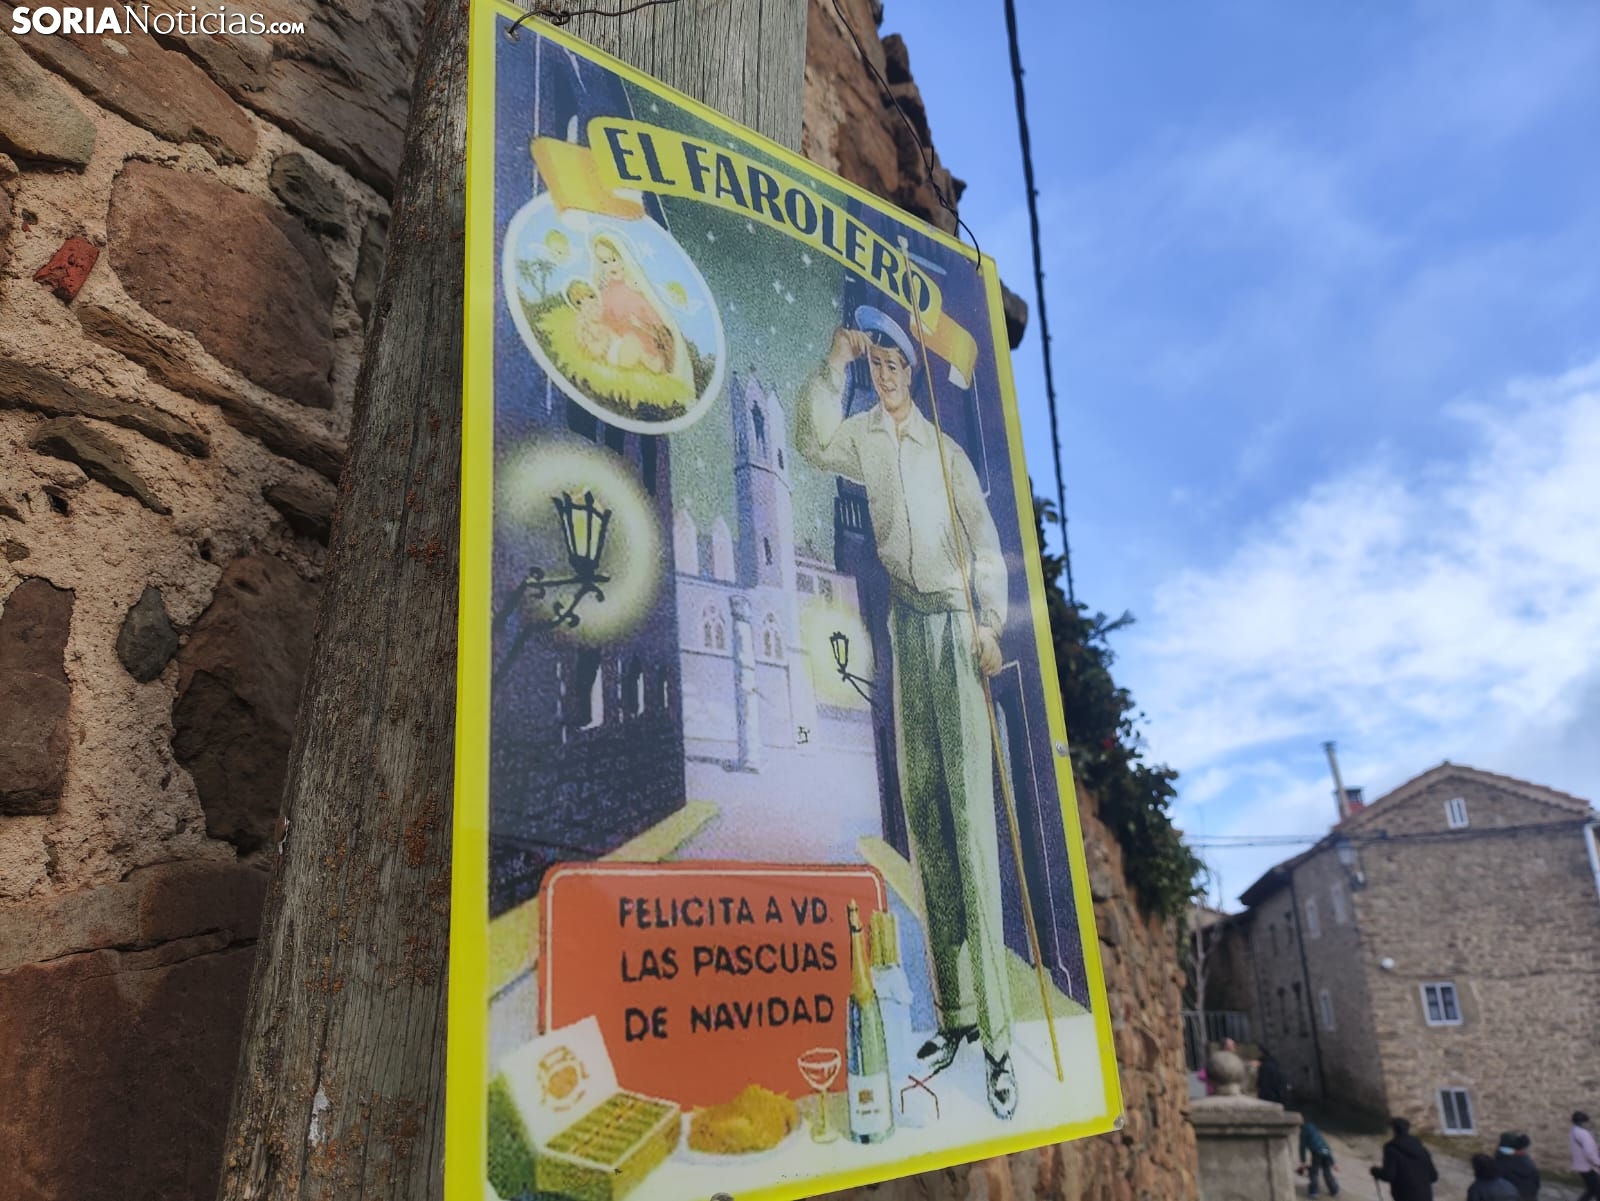 SORIANoticias.com
EL FAROLERO
FELICITA A VD.
LAS PASCUAS
DE NAVIDAD